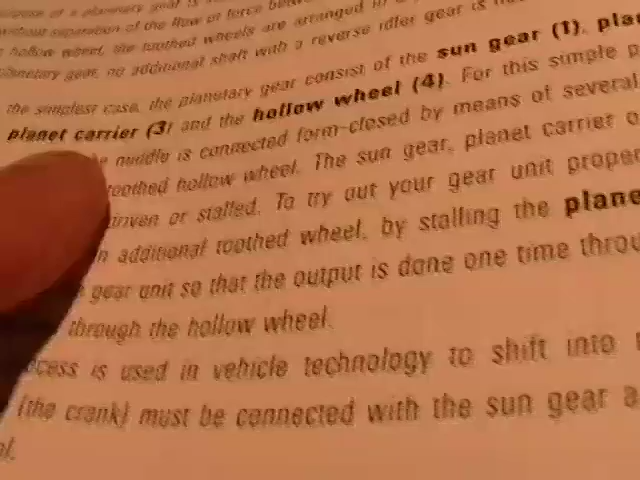 without separation of the flow of force
hollow wheel, the toothed wheels are arranged in a
planetary gear, no additional shaft with a reverse idler gear is
the simplest case, the planetary gear consist of the sun gear (1),
planet carrier (3) and the hollow wheel (4). For this simple
is connected form-closed by means of several
toothed hollow wheel. The sun gear, planet carrier
driven or stalled. To try out your gear unit
additional toothed wheel, by stalling the
gear unit so that the output is done one time
through the hollow wheel.
is used in vehicle technology to shift into
(the crank) must be connected with the sun gear